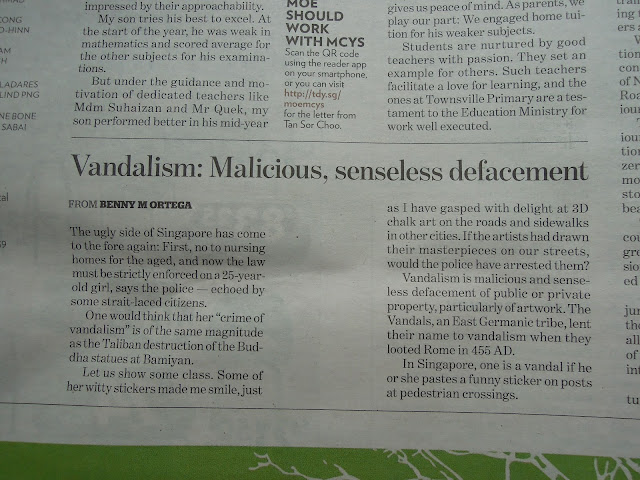 impressed by their approachability.
My son tries his best to excel. At
the start of the year, he was weak in
mathematics and scored average for
the other subjects for his examina-
tions.
But under the guidance and mo-
tivation of dedicated teachers like
Mdm Suhaizan and Mr Quek, my
son performed better in his mid-year
MOE
SHOULD
WORK
WITH MCYS
Scan the QR code
using the reader app
on your smartphone,
or you can visit
http://tdy.sg/
moemcys
for the letter from
Tan Sor Choo.
gives us peace of mind. As parents, we
play our part: We engaged home tui-
tion for his weaker subjects.
Students are nurtured by good
teachers with passion. They set an
example for others. Such teachers
facilitate a love for learning, and the
ones at Townsville Primary are a tes-
tament to the Education Ministry for
work well executed.
Vandalism: Malicious, senseless defacement
FROM BENNY M ORTEGA
The ugly side of Singapore has come
to the fore again: First, no to nursing
homes for the aged, and now the law
must be strictly enforced on a 25-year-
old girl, says the police — echoed by
some strait-laced citizens.
One would think that her "crime of
vandalism" is of the same magnitude
as the Taliban destruction of the Bud-
dha statues at Bamiyan.
Let us show some class. Some of
her witty stickers made me smile, just
as I have gasped with delight at 3D
chalk art on the roads and sidewalks
in other cities. If the artists had drawn
their masterpieces on our streets,
would the police have arrested them?
Vandalism is malicious and sense-
less defacement of public or private
property, particularly of artwork. The
Vandals, an East Germanic tribe, lent
their name to vandalism when they
looted Rome in 455 AD.
In Singapore, one is a vandal if he
or she pastes a funny sticker on posts
at pedestrian crossings.